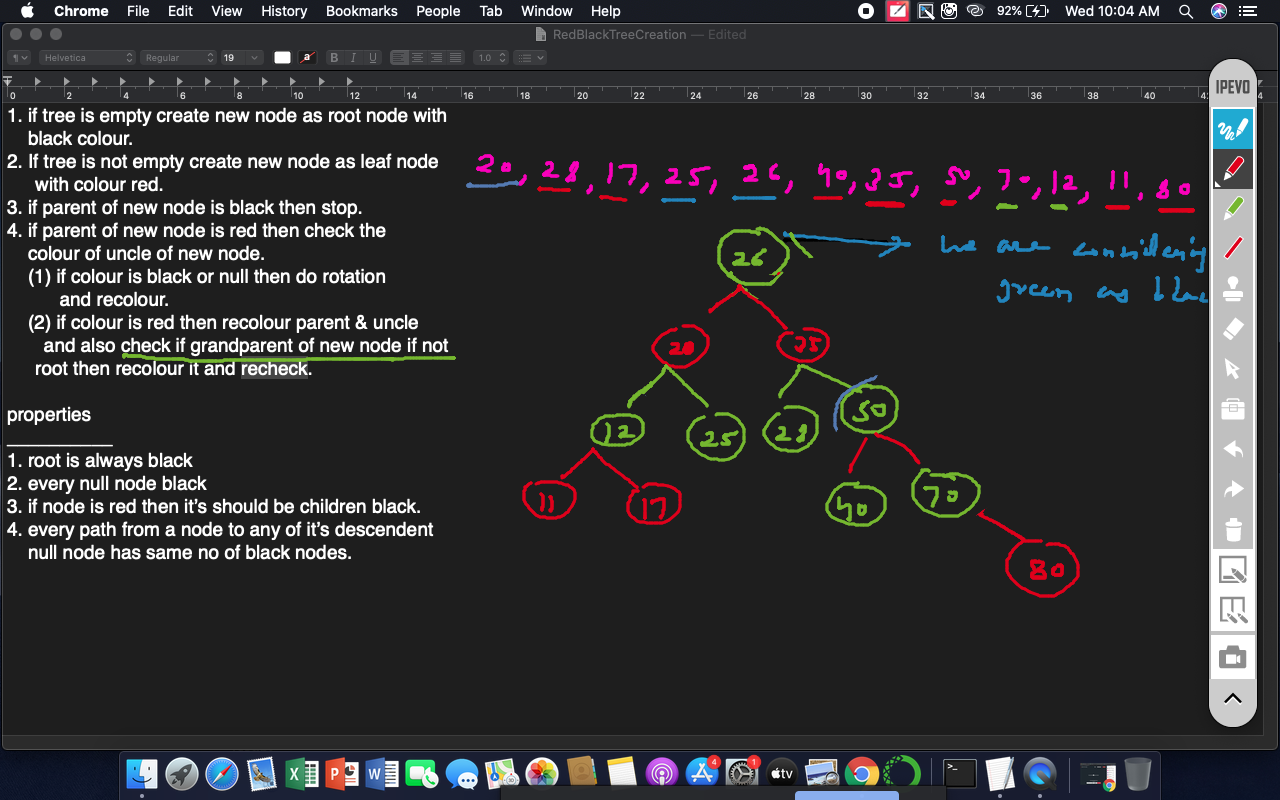 Chrome File Edit View History Bookmarks People Tab Window Help 92% Wed 10:04 AM
RedBlackTreeCreation — Edited
¶ Helvetica Regular 19 a B I U 1.0
0 2 4 6 8 10 12 14 16 18 20 22 24 26 28 30 32 34 36 38 40
IPEVO
1. if tree is empty create new node as root node with
black colour.
2. If tree is not empty create new node as leaf node
with colour red.
3. if parent of new node is black then stop.
4. if parent of new node is red then check the
colour of uncle of new node.
(1) if colour is black or null then do rotation
and recolour.
(2) if colour is red then recolour parent & uncle
and also check if grandparent of new node if not
root then recolour it and recheck.
properties
1. root is always black
2. every null node black
3. if node is red then it's should be children black.
4. every path from a node to any of it's descendent
null node has same no of black nodes.
20, 28, 17, 25, 26, 40, 35, 50, 70, 12, 11, 80
26
We are considering
green as blac
20 35
12 25 28 50
11 17 40 70
80
4 1
tv
>_